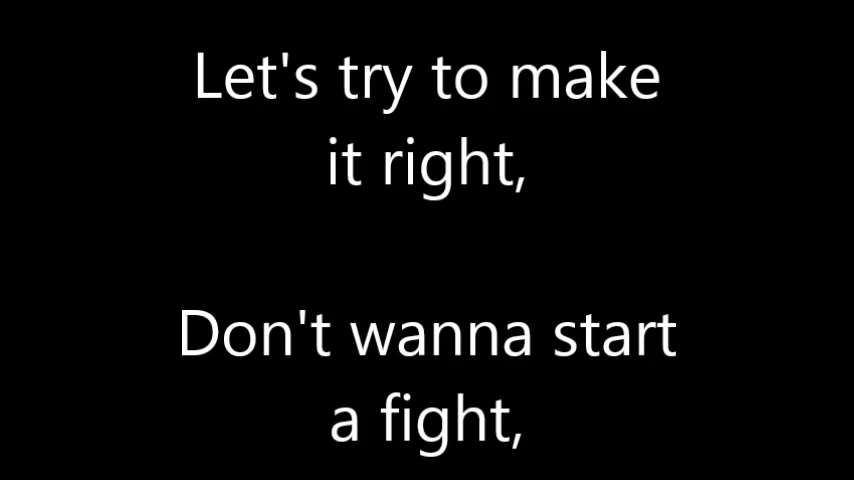 Let's try to make
it right,
Don't wanna start
a fight,